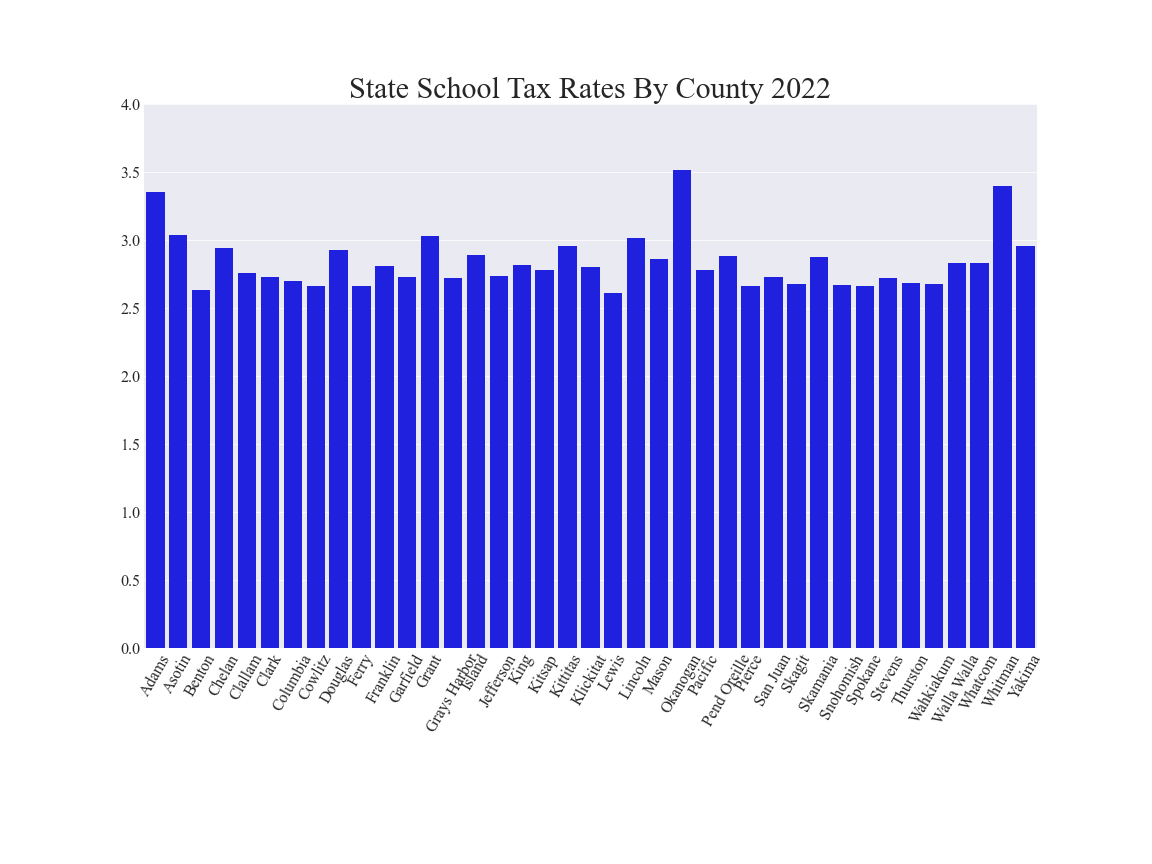 State School Tax Rates By County 2022
4.0
3.5
3.0
2.5
2.0
1.5
1.0
0.5
0.0
Adams
Asotin
Benton
Chelan
Clallam
Clark
Columbia
Cowlitz
Douglas
Ferry
Franklin
Garfield
Grant
Grays Harbor
Island
Jefferson
King
Kitsap
Kittitas
Klickitat
Lewis
Lincoln
Mason
Okanogan
Pacific
Pend Oreille
Pierce
San Juan
Skagit
Skamania
Snohomish
Spokane
Stevens
Thurston
Wahkiakum
Walla Walla
Whatcom
Whitman
Yakima